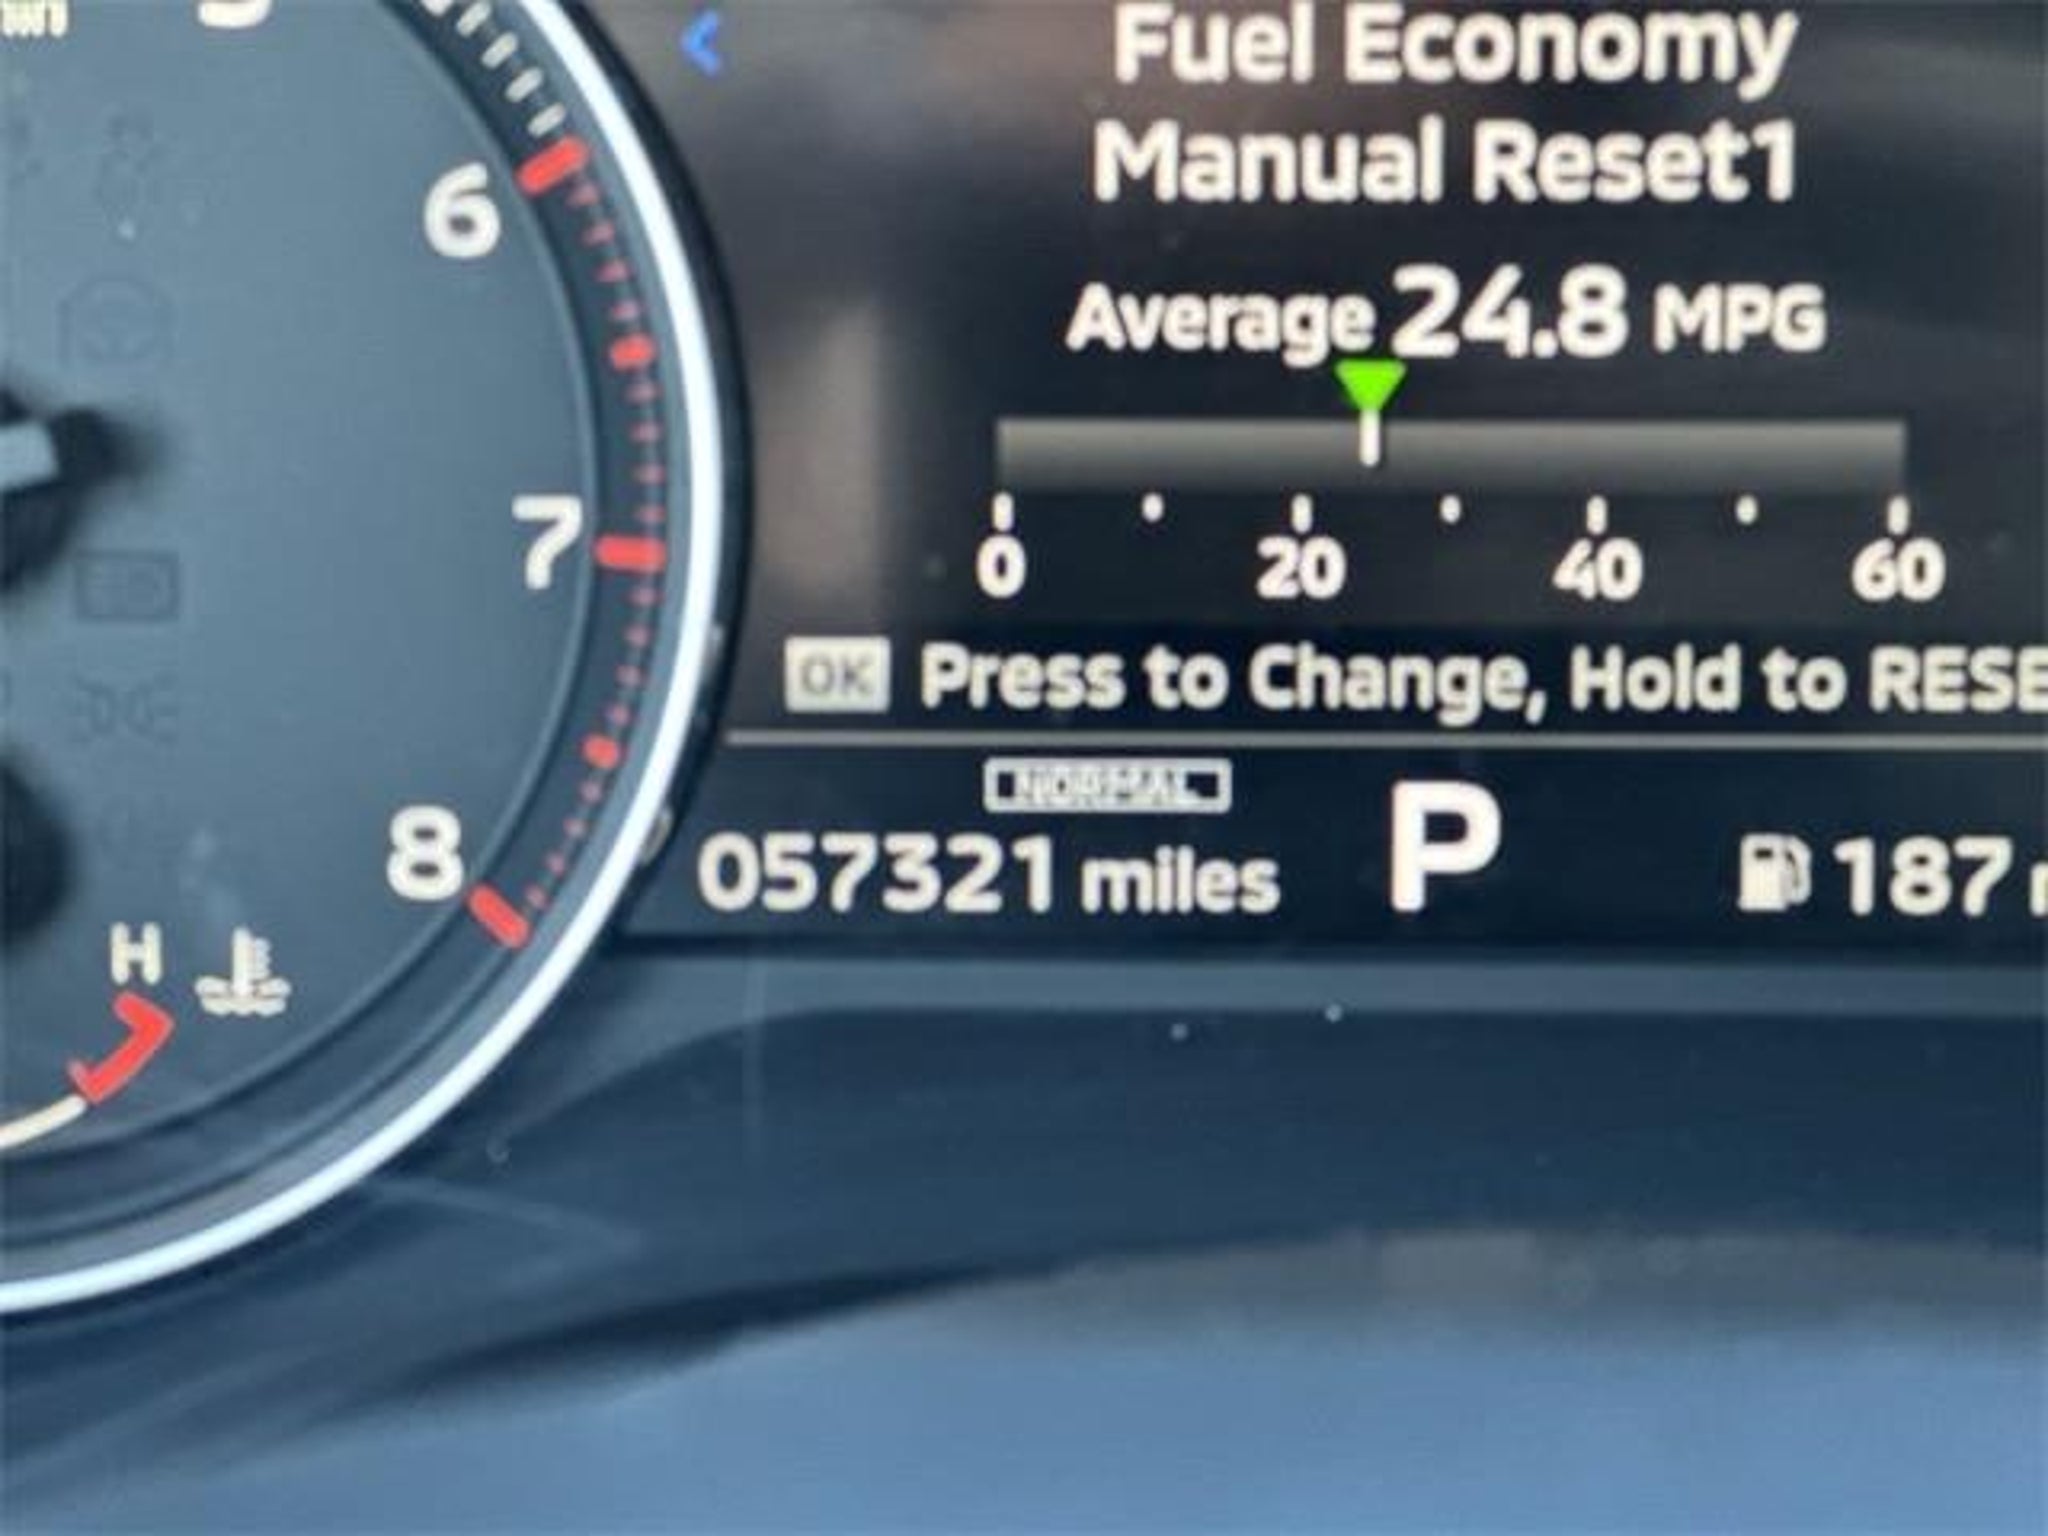 Fuel Economy
Manual Reset1
Average 24.8 MPG
0 20 40 60
OK Press to Change, Hold to RESE
NORMAL
057321 miles P 187
6
7
8
H